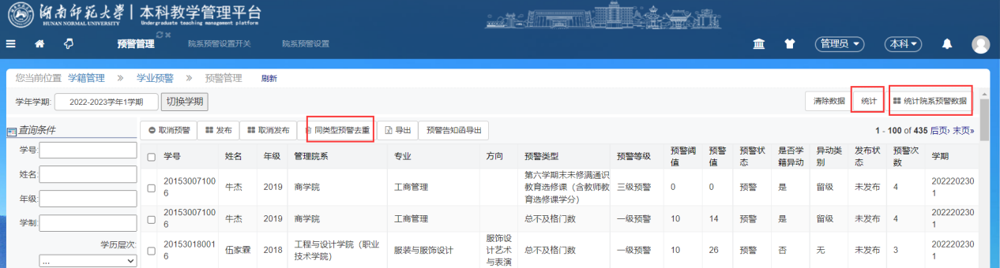 湖南师范大学 本科教学管理平台
HUNAN NORMAL UNIVERSITY Undergraduate teaching management platform
预警管理 院系预警设置开关 院系预警设置 管理员 本科
您当前位置 学籍管理 » 学业预警 » 预警管理 刷新
学年学期: 2022-2023学年1学期 切换学期 清除数据 统计 统计院系预警数据
查询条件 取消预警 发布 取消发布 同类型预警去重 导出 预警告知函导出 1 - 100 of 435 后页› 末页»
学号:
姓名:
年级:
学制:
学历层次:
...
学号 姓名 年级 管理院系 专业 方向 预警类型 预警等级 预警阈值 预警值 预警状态 是否学籍异动 异动类别 发布状态 预警次数 学期
201530071006 牛杰 2019 商学院 工商管理 第六学期末未修满通识教育选修课（含教师教育选修课学分） 三级预警 0 0 预警 是 留级 未发布 4 2022202301
201530071006 牛杰 2019 商学院 工商管理 总不及格门数 一级预警 10 14 预警 是 留级 未发布 4 2022202301
201530180016 伍家霖 2018 工程与设计学院（职业技术学院） 服装与服饰设计 服饰设计艺术与表演 总不及格门数 一级预警 10 26 预警 否 无 未发布 3 2022202301